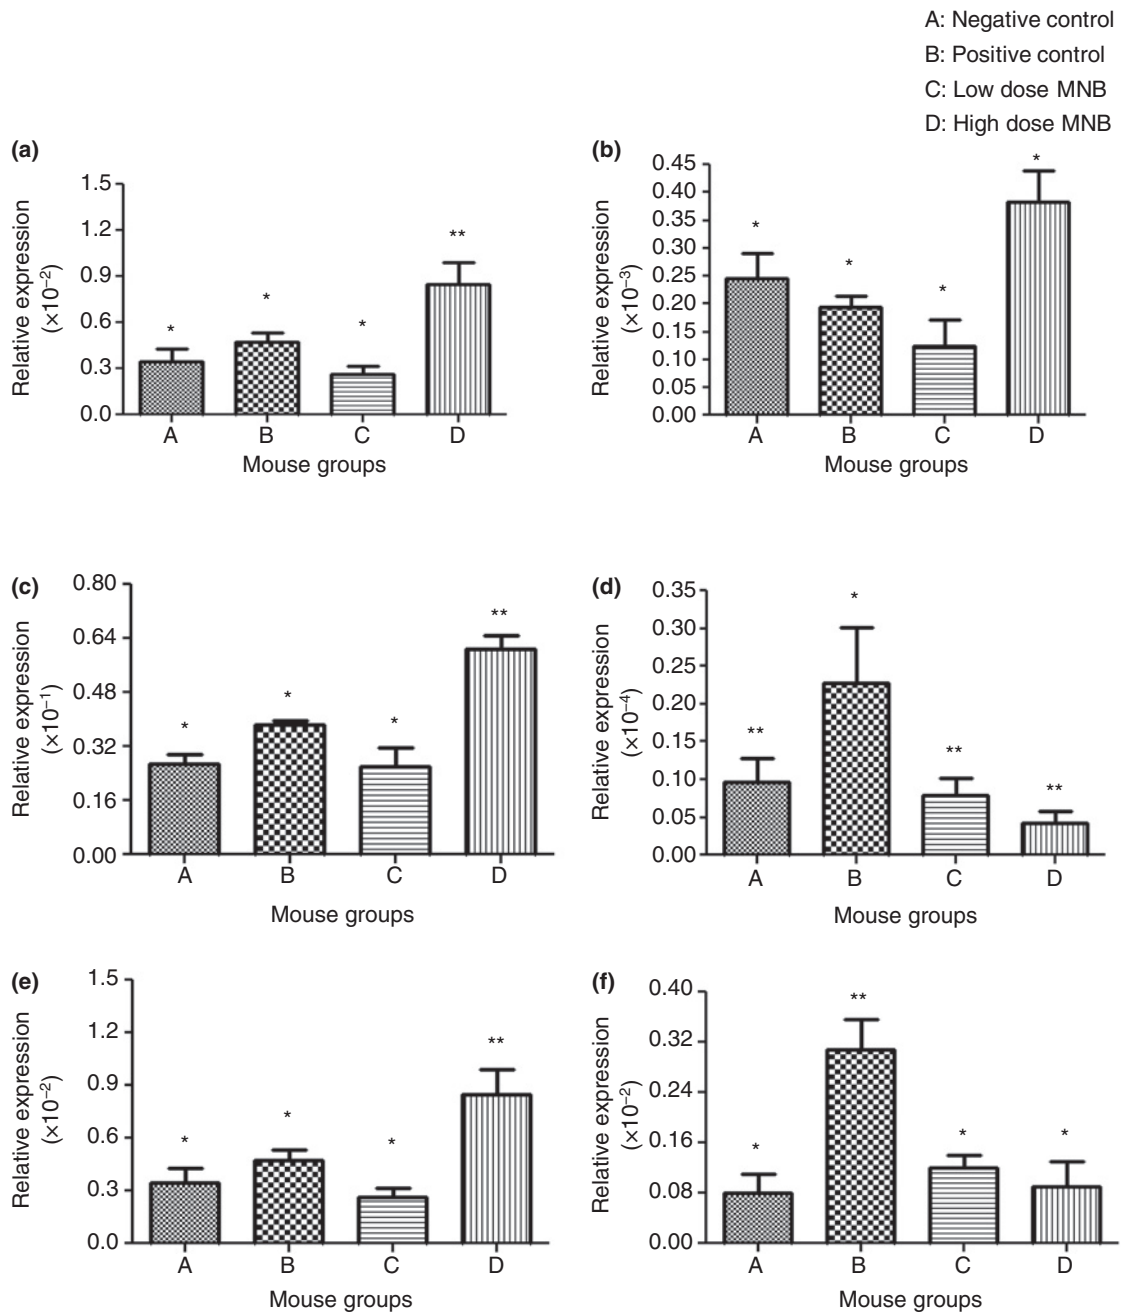 A: Negative control
B: Positive control
C: Low dose MNB
D: High dose MNB
(a)
Relative expression
(×10⁻²)
1.5
1.2
0.9
0.6
0.3
0.0
*
*
*
**
A B C D
Mouse groups
(b)
Relative expression
(×10⁻³)
0.45
0.40
0.35
0.30
0.25
0.20
0.15
0.10
0.05
0.00
*
*
*
*
A B C D
Mouse groups
(c)
Relative expression
(×10⁻¹)
0.80
0.64
0.48
0.32
0.16
0.00
*
*
*
**
A B C D
Mouse groups
(d)
Relative expression
(×10⁻⁴)
0.35
0.30
0.25
0.20
0.15
0.10
0.05
0.00
**
*
**
**
A B C D
Mouse groups
(e)
Relative expression
(×10⁻²)
1.5
1.2
0.9
0.6
0.3
0.0
*
*
*
**
A B C D
Mouse groups
(f)
Relative expression
(×10⁻²)
0.40
0.32
0.24
0.16
0.08
0.00
*
**
*
*
A B C D
Mouse groups